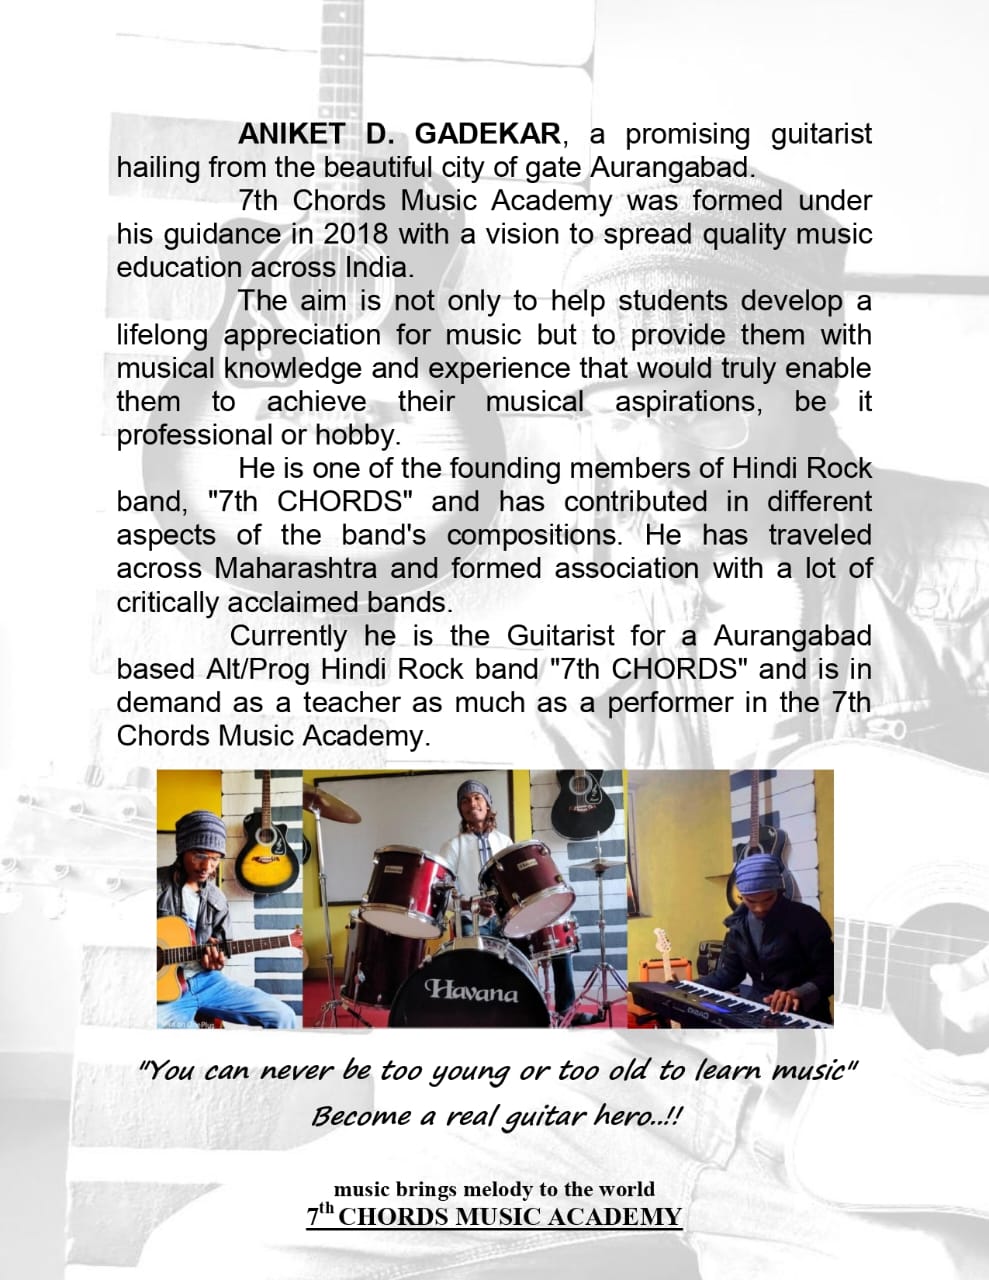 ANIKET D. GADEKAR, a promising guitarist
hailing from the beautiful city of gate Aurangabad.
7th Chords Music Academy was formed under
his guidance in 2018 with a vision to spread quality music
education across India.
The aim is not only to help students develop a
lifelong appreciation for music but to provide them with
musical knowledge and experience that would truly enable
them to achieve their musical aspirations, be it
professional or hobby.
He is one of the founding members of Hindi Rock
band, "7th CHORDS" and has contributed in different
aspects of the band's compositions. He has traveled
across Maharashtra and formed association with a lot of
critically acclaimed bands.
Currently he is the Guitarist for a Aurangabad
based Alt/Prog Hindi Rock band "7th CHORDS" and is in
demand as a teacher as much as a performer in the 7th
Chords Music Academy.
Havana
CASIO
"You can never be too young or too old to learn music"
Become a real guitar hero..!!
music brings melody to the world
7th CHORDS MUSIC ACADEMY